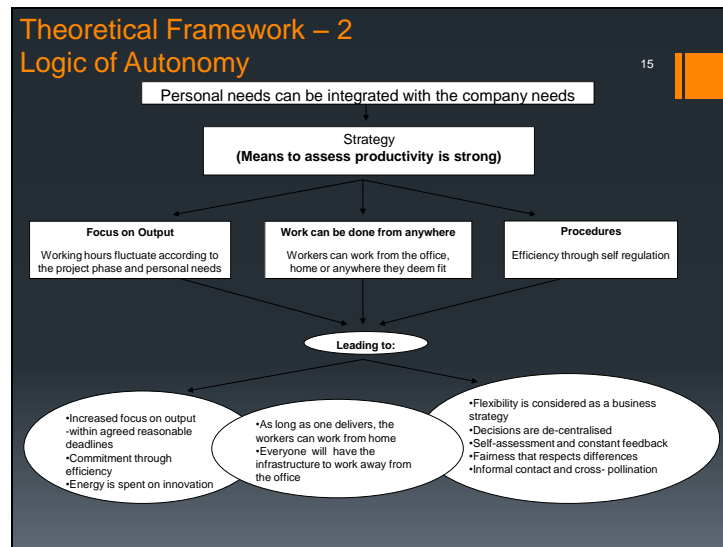 Theoretical Framework – 2
Logic of Autonomy
15
Personal needs can be integrated with the company needs
Strategy
(Means to assess productivity is strong)
Focus on Output
Working hours fluctuate according to
the project phase and personal needs
Work can be done from anywhere
Workers can work from the office,
home or anywhere they deem fit
Procedures
Efficiency through self regulation
Leading to:
•Increased focus on output
-within agreed reasonable
deadlines
•Commitment through
efficiency
•Energy is spent on innovation
•As long as one delivers, the
workers can work from home
•Everyone will have the
infrastructure to work away from
the office
•Flexibility is considered as a business
strategy
•Decisions are de-centralised
•Self-assessment and constant feedback
•Fairness that respects differences
•Informal contact and cross- pollination